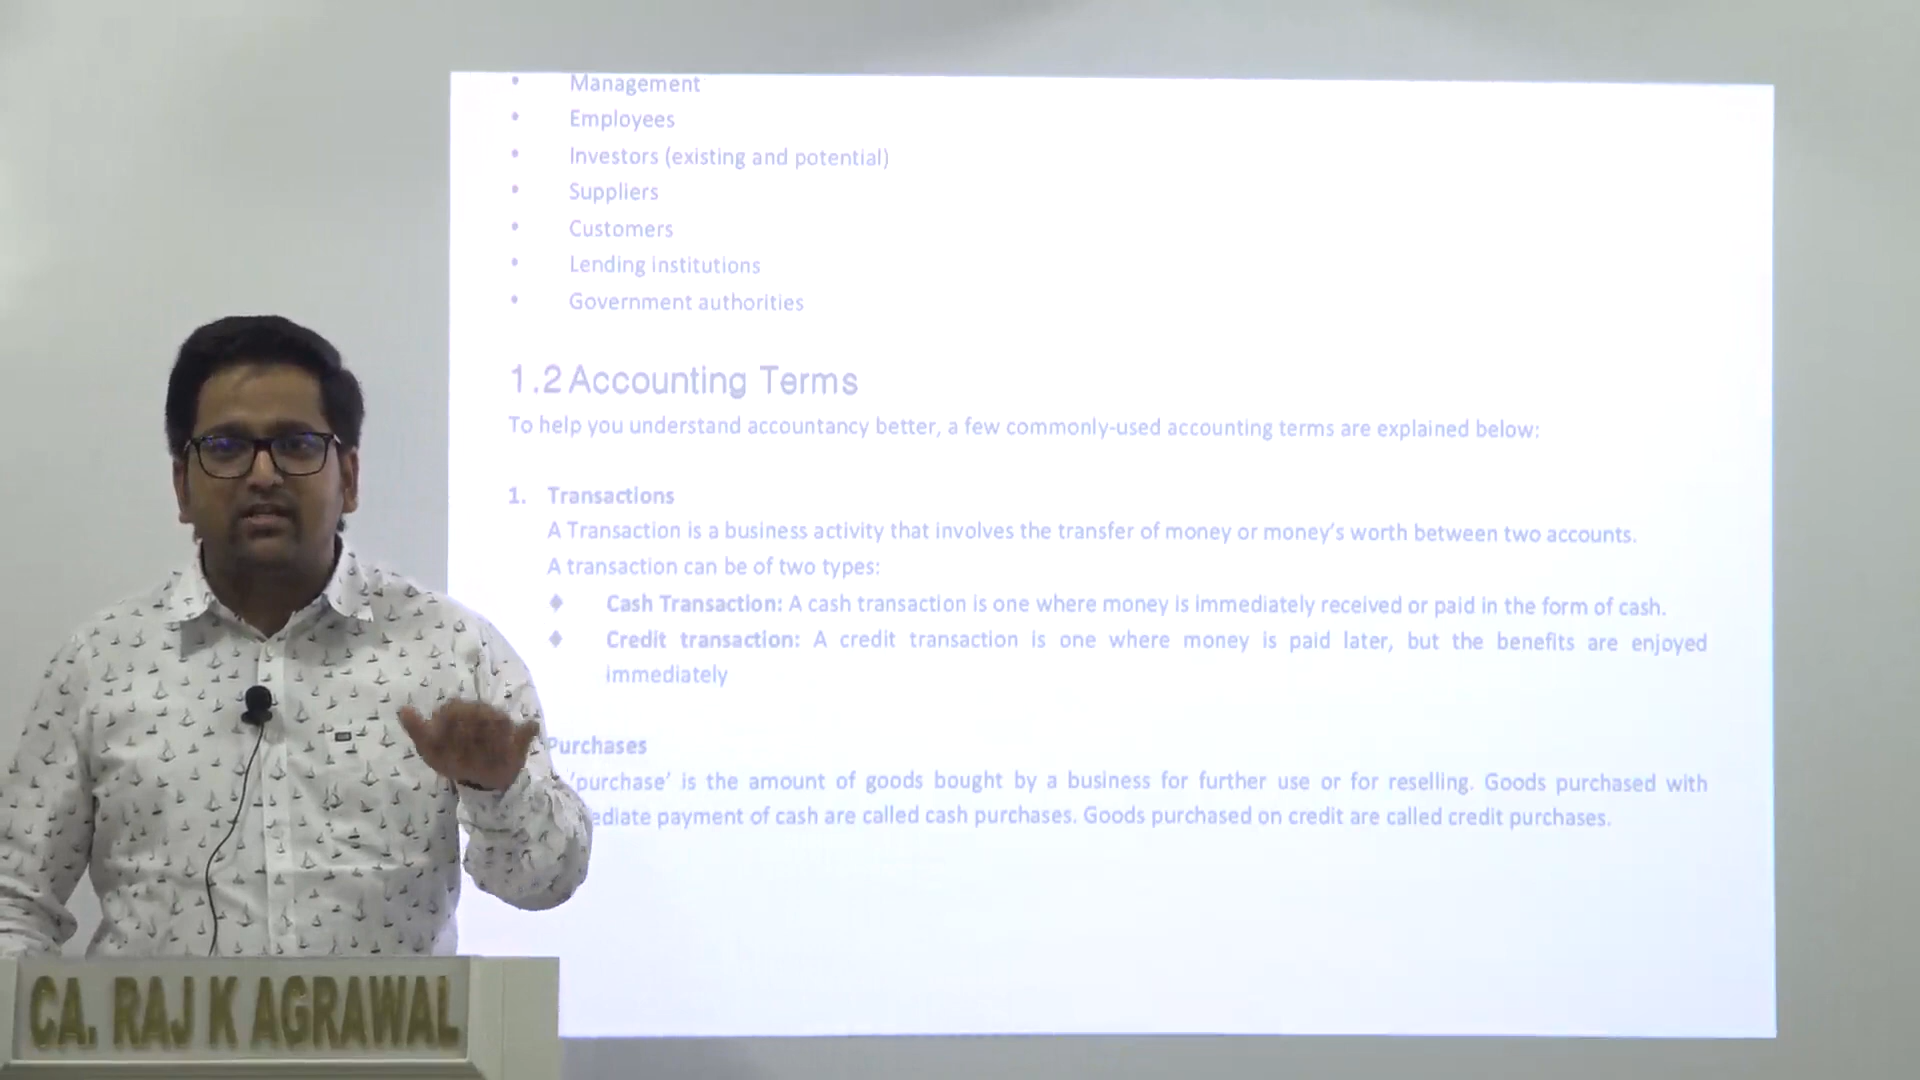 • Management
• Employees
• Investors (existing and potential)
• Suppliers
• Customers
• Lending institutions
• Government authorities
1.2 Accounting Terms
To help you understand accountancy better, a few commonly-used accounting terms are explained below:
1. Transactions
A Transaction is a business activity that involves the transfer of money or money's worth between two accounts.
A transaction can be of two types:
♦ Cash Transaction: A cash transaction is one where money is immediately received or paid in the form of cash.
♦ Credit transaction: A credit transaction is one where money is paid later, but the benefits are enjoyed
immediately
Purchases
'purchase' is the amount of goods bought by a business for further use or for reselling. Goods purchased with
ediate payment of cash are called cash purchases. Goods purchased on credit are called credit purchases.
CA. RAJ K AGRAWAL